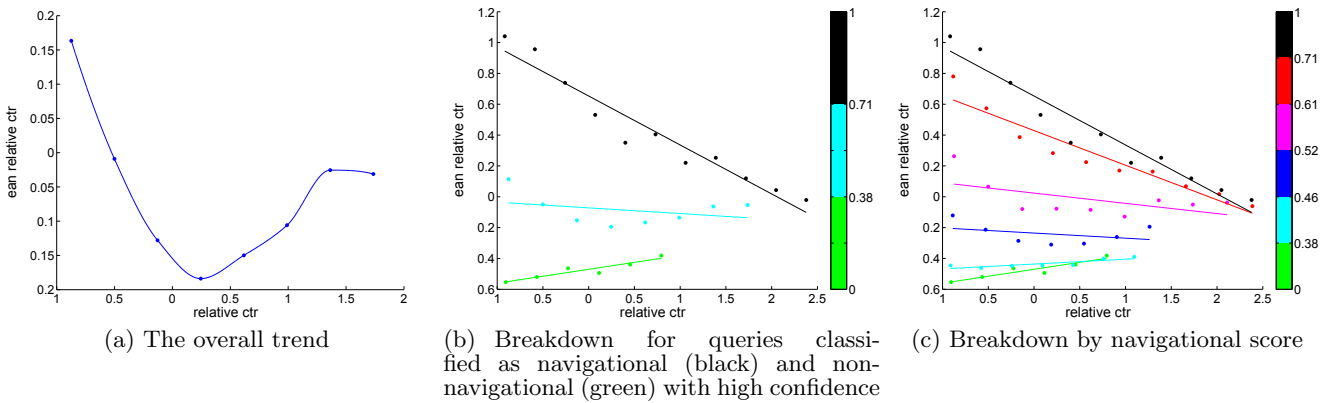 0.2
0.15
0.1
0.05
0
0.05
0.1
0.15
0.2
ean relative ctr
1 0.5 0 0.5 1 1.5 2
relative ctr
(a) The overall trend
1.2
1
0.8
0.6
0.4
0.2
0
0.2
0.4
0.6
ean relative ctr
1 0.5 0 0.5 1 1.5 2 2.5
relative ctr
1
0.71
0.38
0
(b) Breakdown for queries classi-
fied as navigational (black) and non-
navigational (green) with high confidence
1.2
1
0.8
0.6
0.4
0.2
0
0.2
0.4
0.6
ean relative ctr
1 0.5 0 0.5 1 1.5 2 2.5
relative ctr
1
0.71
0.61
0.52
0.46
0.38
0
(c) Breakdown by navigational score